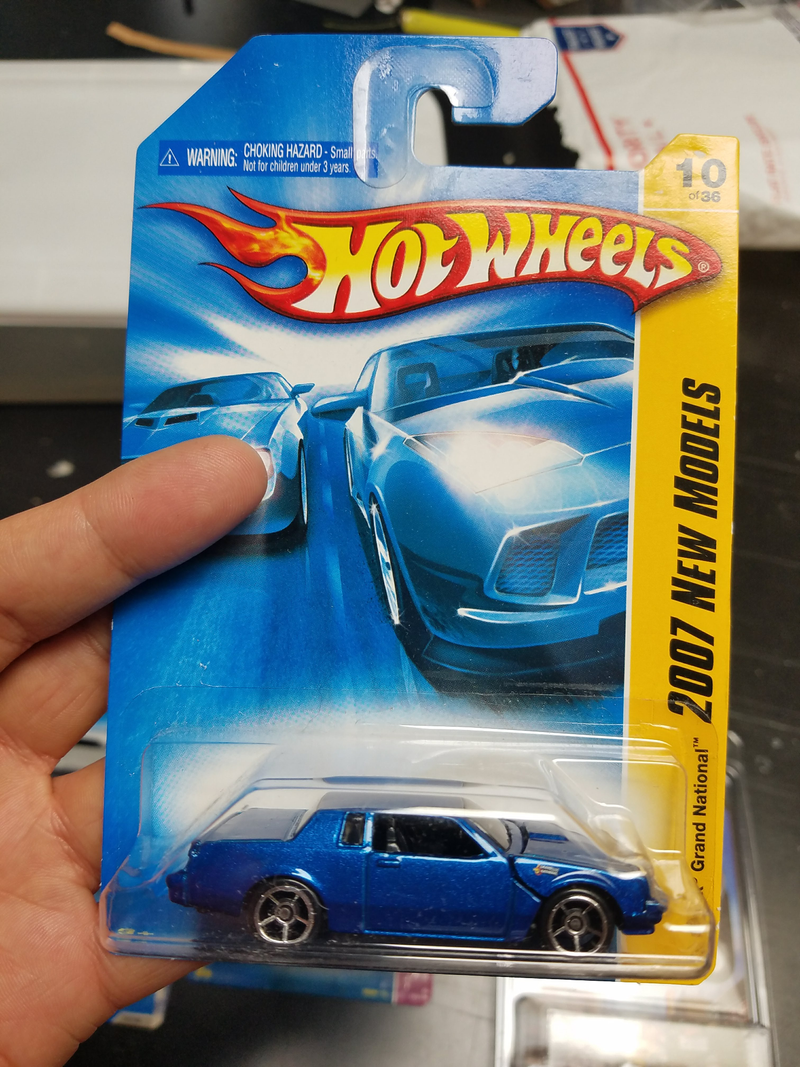 WARNING: CHOKING HAZARD - Small parts.
Not for children under 3 years.
10
of 36
HOT WHEELS®
2007 NEW MODELS
Grand National™